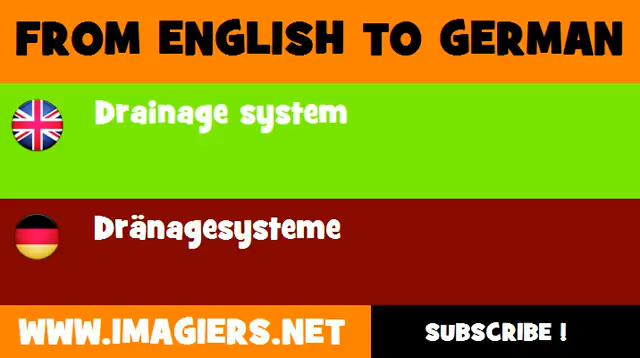 FROM ENGLISH TO GERMAN
Drainage system
Dränagesysteme
WWW.IMAGIERS.NET
SUBSCRIBE !